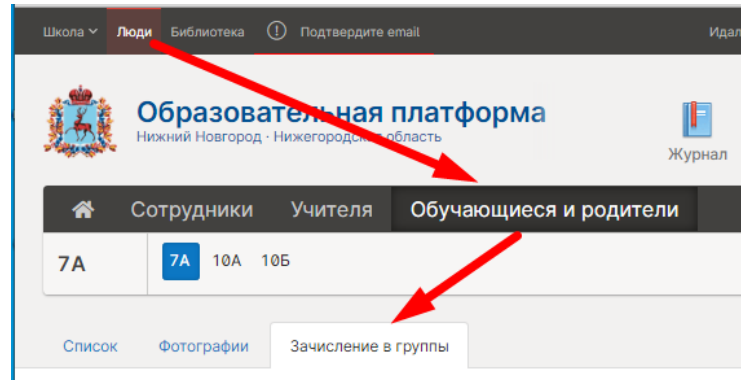 Школа Люди Библиотека Подтвердите email
Образовательная платформа
Нижний Новгород · Нижегородская область
Журнал
Сотрудники Учителя Обучающиеся и родители
7А 7А 10А 10Б
Список Фотографии Зачисление в группы